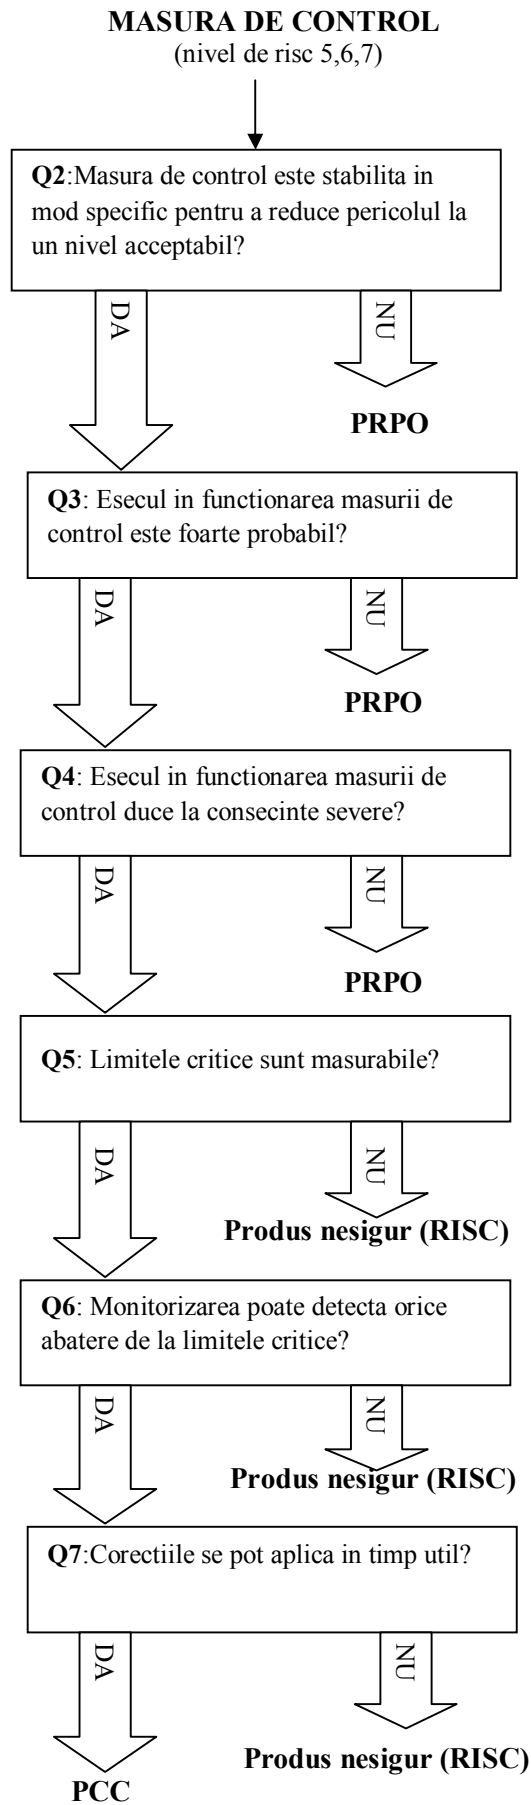 MASURA DE CONTROL
(nivel de risc 5,6,7)
Q2:Masura de control este stabilita in
mod specific pentru a reduce pericolul la
un nivel acceptabil?
DA
NU
PRPO
Q3: Esecul in functionarea masurii de
control este foarte probabil?
DA
NU
PRPO
Q4: Esecul in functionarea masurii de
control duce la consecinte severe?
DA
NU
PRPO
Q5: Limitele critice sunt masurabile?
DA
NU
Produs nesigur (RISC)
Q6: Monitorizarea poate detecta orice
abatere de la limitele critice?
DA
NU
Produs nesigur (RISC)
Q7:Corectiile se pot aplica in timp util?
DA
NU
Produs nesigur (RISC)
PCC